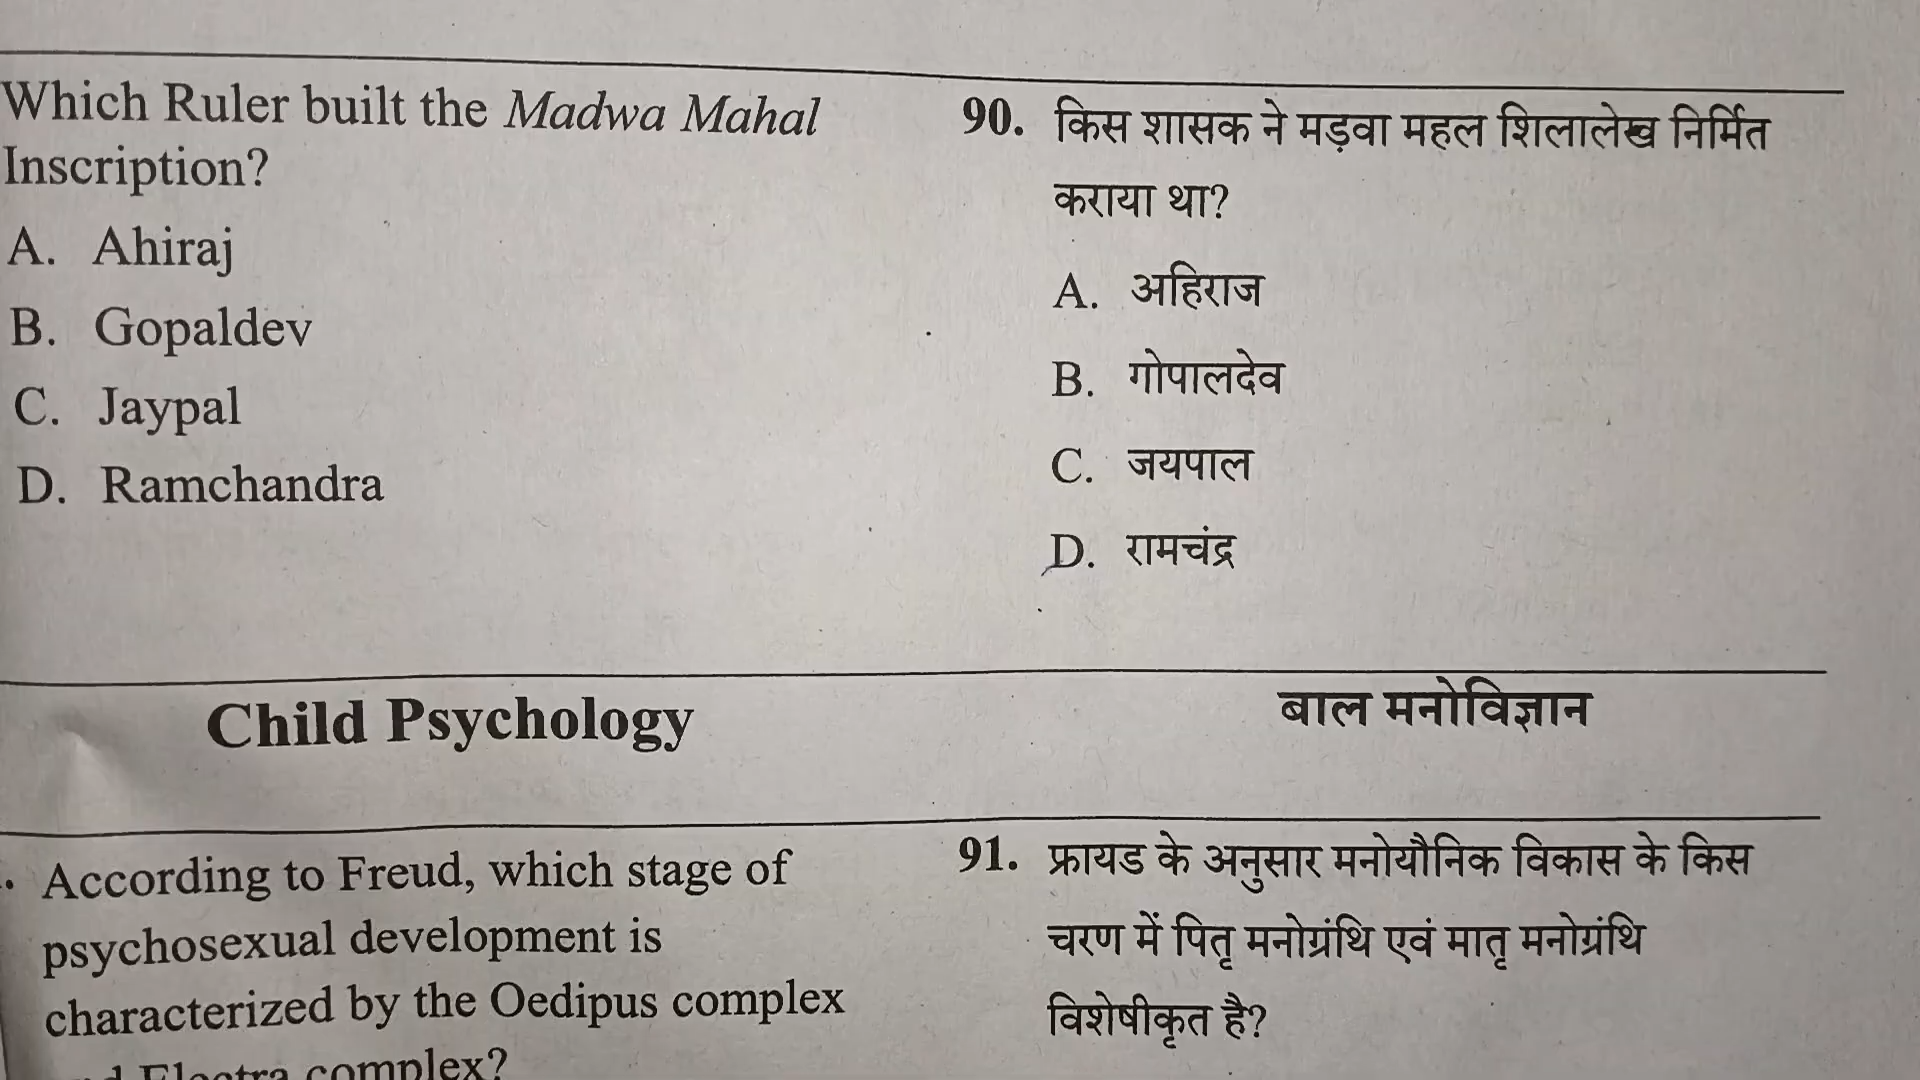 Which Ruler built the Madwa Mahal
Inscription?
A. Ahiraj
B. Gopaldev
C. Jaypal
D. Ramchandra
90. किस शासक ने मड़वा महल शिलालेख निर्मित
कराया था?
A. अहिराज
B. गोपालदेव
C. जयपाल
D. रामचंद्र
Child Psychology
बाल मनोविज्ञान
. According to Freud, which stage of
psychosexual development is
characterized by the Oedipus complex
Electra complex?
91. फ्रायड के अनुसार मनोयौनिक विकास के किस
चरण में पितृ मनोग्रंथि एवं मातृ मनोग्रंथि
विशेषीकृत है?